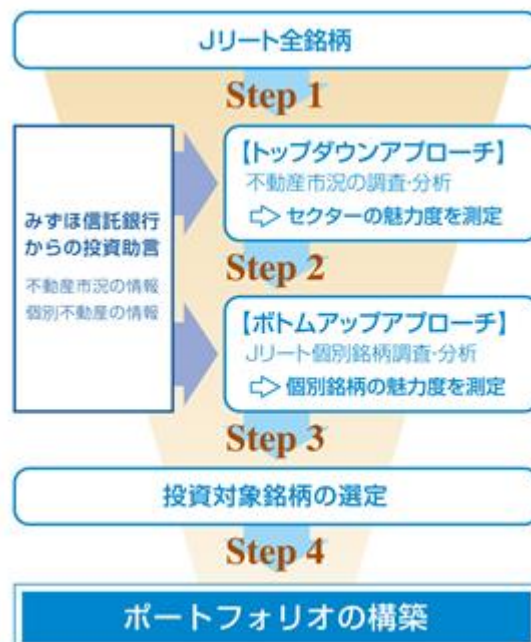 Jリート全銘柄
Step 1
【トップダウンアプローチ】
不動産市況の調査・分析
⇨ セクターの魅力度を測定
みずほ信託銀行
からの投資助言
不動産市況の情報
個別不動産の情報
Step 2
【ボトムアップアプローチ】
Jリート個別銘柄調査・分析
⇨ 個別銘柄の魅力度を測定
Step 3
投資対象銘柄の選定
Step 4
ポートフォリオの構築